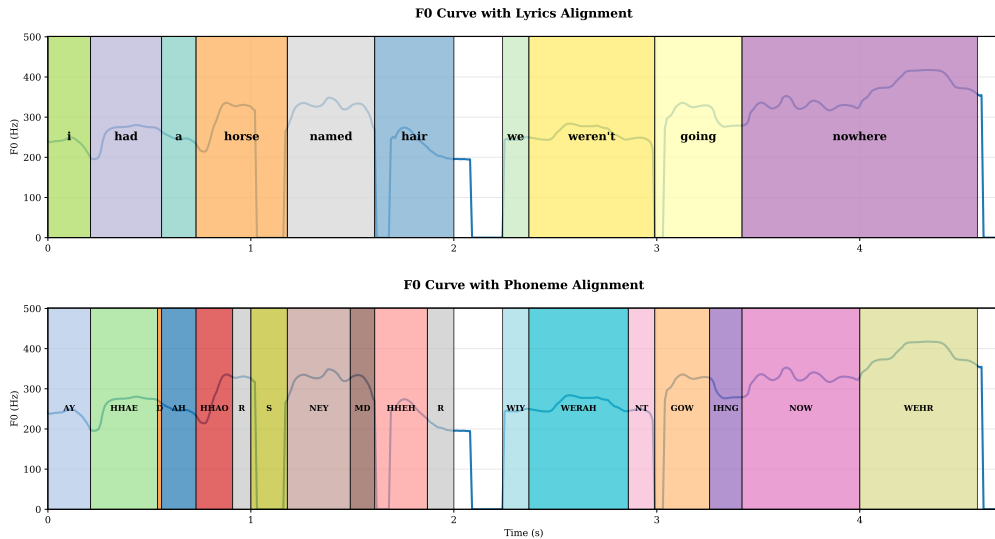 F0 Curve with Lyrics Alignment
500
400
300
200
100
0
F0 (Hz)
i had a horse named hair we weren't going nowhere
0 1 2 3 4
F0 Curve with Phoneme Alignment
500
400
300
200
100
0
F0 (Hz)
AY HHAE D AH HHAO R S NEY MD HHEH R WIY WERAH NT GOW IHNG NOW WEHR
0 1 2 3 4
Time (s)